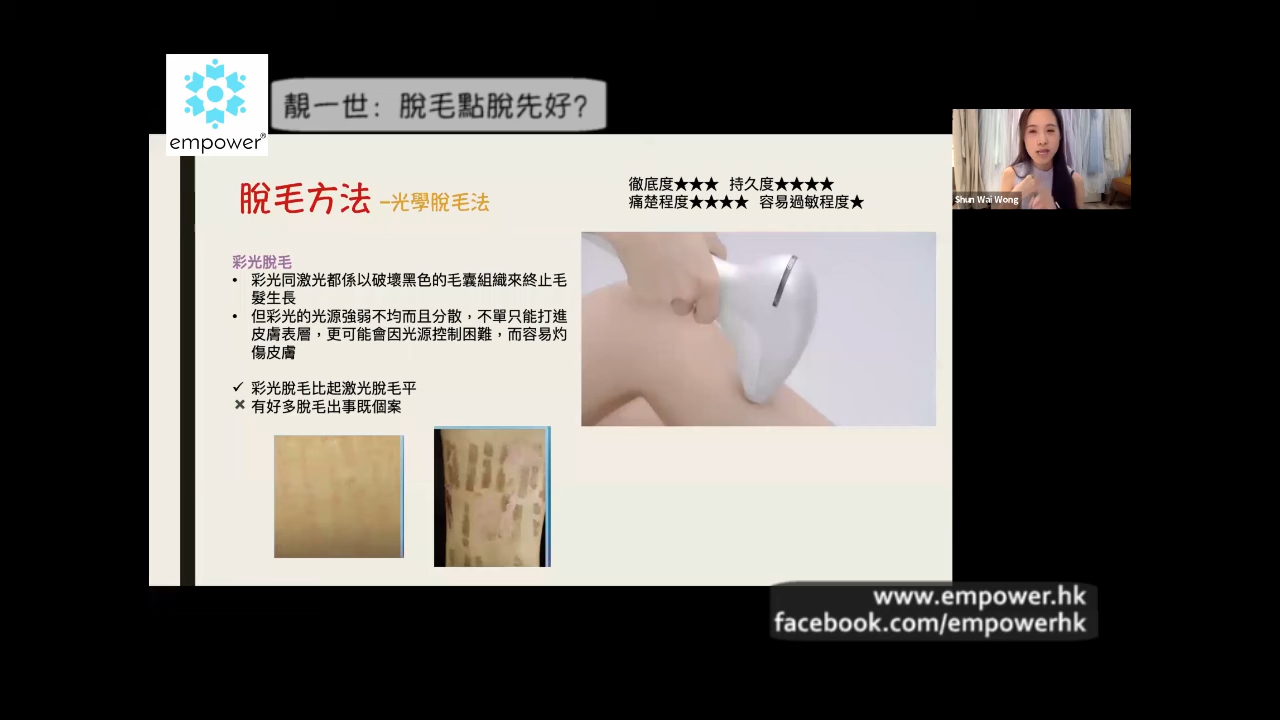 empower®
靚一世：脫毛點脫先好?
脫毛方法 –光學脫毛法
徹底度★★★ 持久度★★★★
痛楚程度★★★★ 容易過敏程度★
Shun Wai Wong
彩光脫毛
• 彩光同激光都係以破壞黑色的毛囊組織來終止毛
髮生長
• 但彩光的光源強弱不均而且分散，不單只能打進
皮膚表層，更可能會因光源控制困難，而容易灼
傷皮膚
✓ 彩光脫毛比起激光脫毛平
✖ 有好多脫毛出事既個案
www.empower.hk
facebook.com/empowerhk